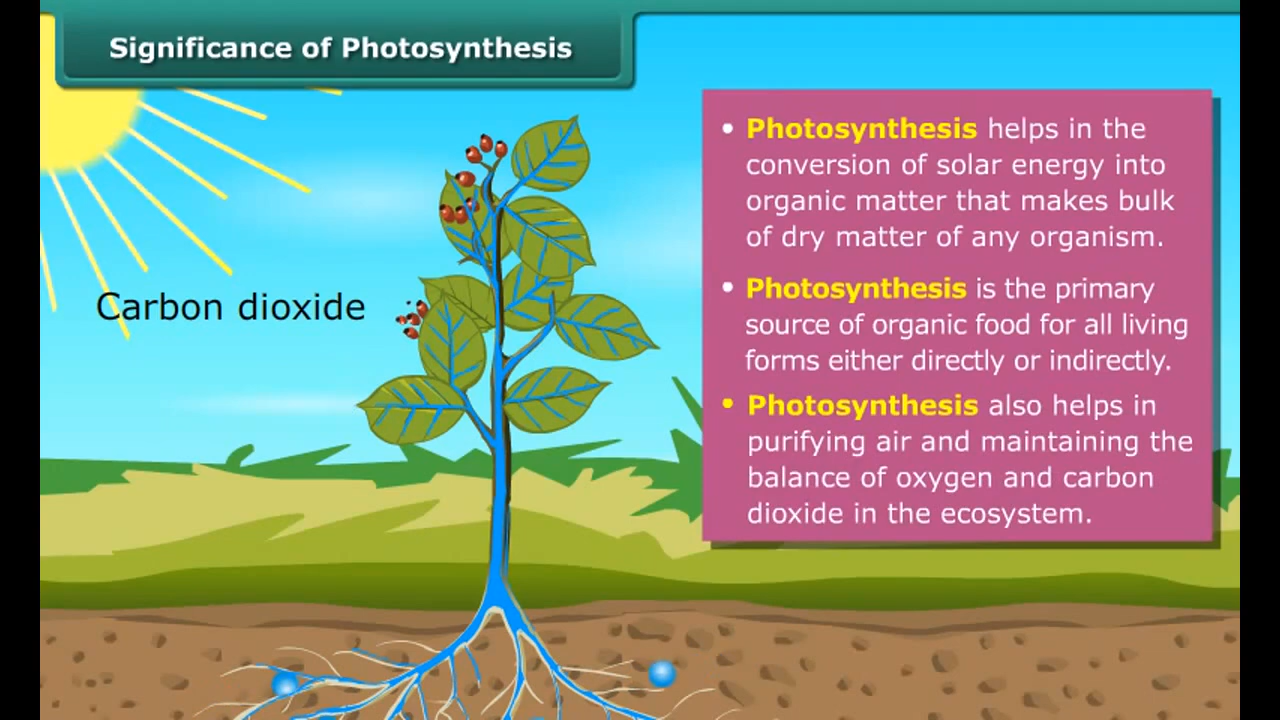 Significance of Photosynthesis
Carbon dioxide
• Photosynthesis helps in the
conversion of solar energy into
organic matter that makes bulk
of dry matter of any organism.
• Photosynthesis is the primary
source of organic food for all living
forms either directly or indirectly.
• Photosynthesis also helps in
purifying air and maintaining the
balance of oxygen and carbon
dioxide in the ecosystem.